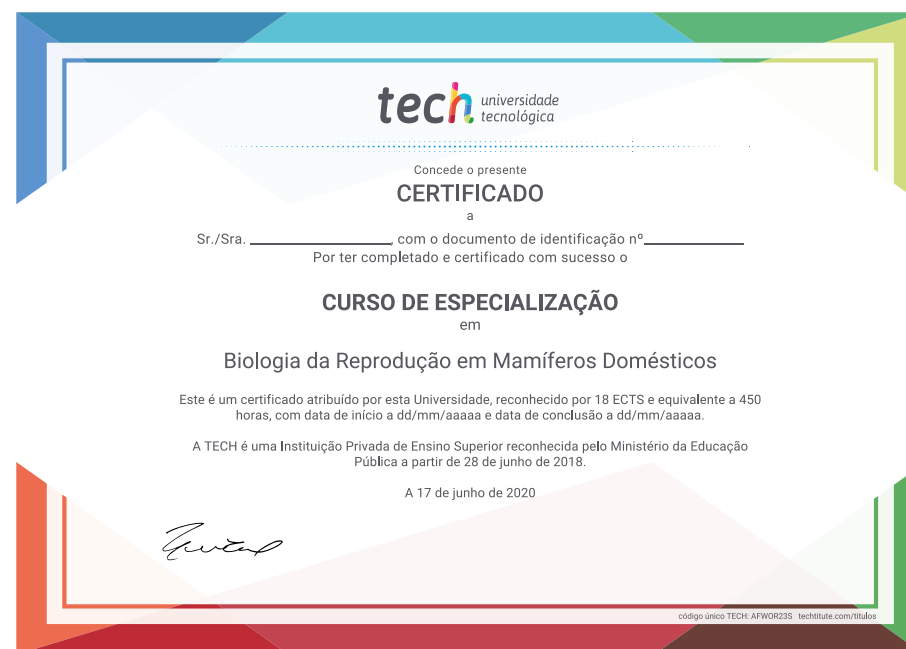 tech universidade
tecnológica
Concede o presente
CERTIFICADO
a
Sr./Sra. ____________, com o documento de identificação nº____________
Por ter completado e certificado com sucesso o
CURSO DE ESPECIALIZAÇÃO
em
Biologia da Reprodução em Mamíferos Domésticos
Este é um certificado atribuído por esta Universidade, reconhecido por 18 ECTS e equivalente a 450
horas, com data de início a dd/mm/aaaaa e data de conclusão a dd/mm/aaaaa.
A TECH é uma Instituição Privada de Ensino Superior reconhecida pelo Ministério da Educação
Pública a partir de 28 de junho de 2018.
A 17 de junho de 2020
código único TECH: AFWOR23S techtitute.com/titulos